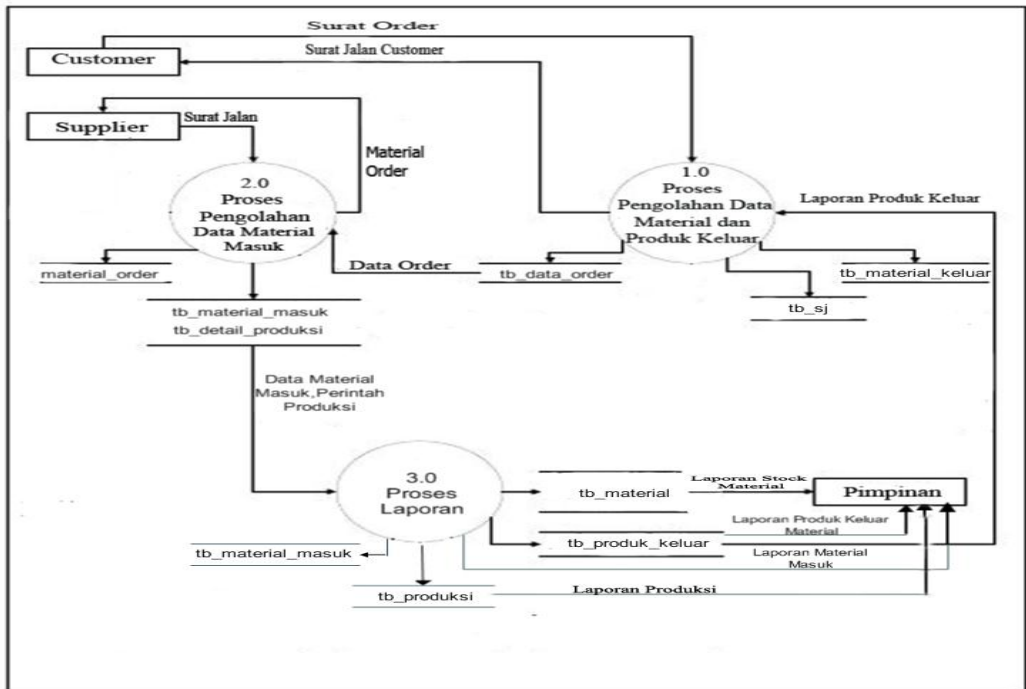 Surat Order
Customer
Surat Jalan Customer
Supplier
Surat Jalan
Material
Order
2.0
Proses
Pengolahan
Data Material
Masuk
1.0
Proses
Pengolahan Data
Material dan
Produk Keluar
Laporan Produk Keluar
material_order
Data Order
tb_data_order
tb_material_keluar
tb_sj
tb_material_masuk
tb_detail_produksi
Data Material
Masuk,Perintah
Produksi
3.0
Proses
Laporan
tb_material
Laporan Stock
Material
Pimpinan
Laporan Produk Keluar
Material
tb_produk_keluar
Laporan Material
Masuk
tb_material_masuk
tb_produksi
Laporan Produksi